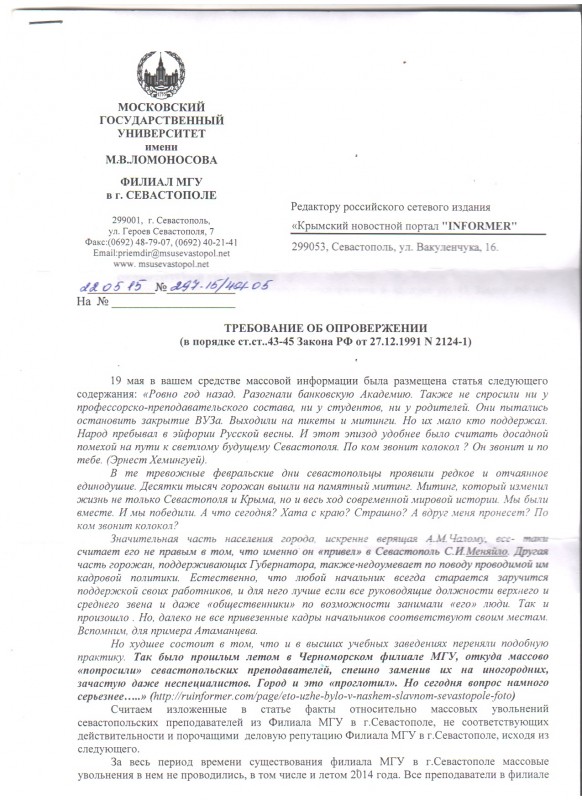 МОСКОВСКИЙ
ГОСУДАРСТВЕННЫЙ
УНИВЕРСИТЕТ
имени
М.В.ЛОМОНОСОВА
ФИЛИАЛ МГУ
в г. СЕВАСТОПОЛЕ
299001, г. Севастополь,
ул. Героев Севастополя, 7
Факс:(0692) 48-79-07, (0692) 40-21-41
Email:priemdir@msusevastopol.net
www. msusevastopol.net
Редактору российского сетевого издания
«Крымский новостной портал "INFORMER"
299053, Севастополь, ул. Вакуленчука, 16.
22 05 15 № 297-15/401-05
На №
ТРЕБОВАНИЕ ОБ ОПРОВЕРЖЕНИИ
(в порядке ст.ст..43-45 Закона РФ от 27.12.1991 N 2124-1)
19 мая в вашем средстве массовой информации была размещена статья следующего
содержания: «Ровно год назад. Разогнали банковскую Академию. Также не спросили ни у
профессорско-преподавательского состава, ни у студентов, ни у родителей. Они пытались
остановить закрытие ВУЗа. Выходили на пикеты и митинги. Но их мало кто поддержал.
Народ пребывал в эйфории Русской весны. И этот эпизод удобнее было считать досадной
помехой на пути к светлому будущему Севастополя. По ком звонит колокол ? Он звонит и по
тебе. (Эрнест Хемингуей).
В те тревожные февральские дни севастопольцы проявили редкое и отчаянное
единодушие. Десятки тысяч горожан вышли на памятный митинг. Митинг, который изменил
жизнь не только Севастополя и Крыма, но и весь ход современной мировой истории. Мы были
вместе. И мы победили. А что сегодня? Хата с краю? Страшно? А вдруг меня пронесет? По
ком звонит колокол?
Значительная часть населения города, искренне верящая А.М.Чалому, все- таки
считает его не правым в том, что именно он «привел» в Севастополь С.И.Меняйло. Другая
часть горожан, поддерживающих Губернатора, также недоумевает по поводу проводимой им
кадровой политики. Естественно, что любой начальник всегда старается заручится
поддержкой своих работников, и для него лучше если все руководящие должности верхнего и
среднего звена и даже «общественники» по возможности занимали «его» люди. Так и
произошло . Но, далеко не все привезенные кадры начальников соответствуют своим местам.
Вспомним, для примера Атаманцева.
Но худшее состоит в том, что и в высших учебных заведениях переняли подобную
практику. Так было прошлым летом в Черноморском филиале МГУ, откуда массово
«попросили» севастопольских преподавателей, спешно заменив их на иногородних,
зачастую даже неспециалистов. Город и это «проглотил». Но сегодня вопрос намного
серьезнее…..» (http://ruinformer.com/page/eto-uzhe-bylo-v-nashem-slavnom-sevastopole-foto)
Считаем изложенные в статье факты относительно массовых увольнений
севастопольских преподавателей из Филиала МГУ в г.Севастополе, не соответствующих
действительности и порочащими деловую репутацию Филиала МГУ в г.Севастополе, исходя из
следующего.
За весь период времени существования филиала МГУ в г.Севастополе массовые
увольнения в нем не проводились, в том числе и летом 2014 года. Все преподаватели в филиале